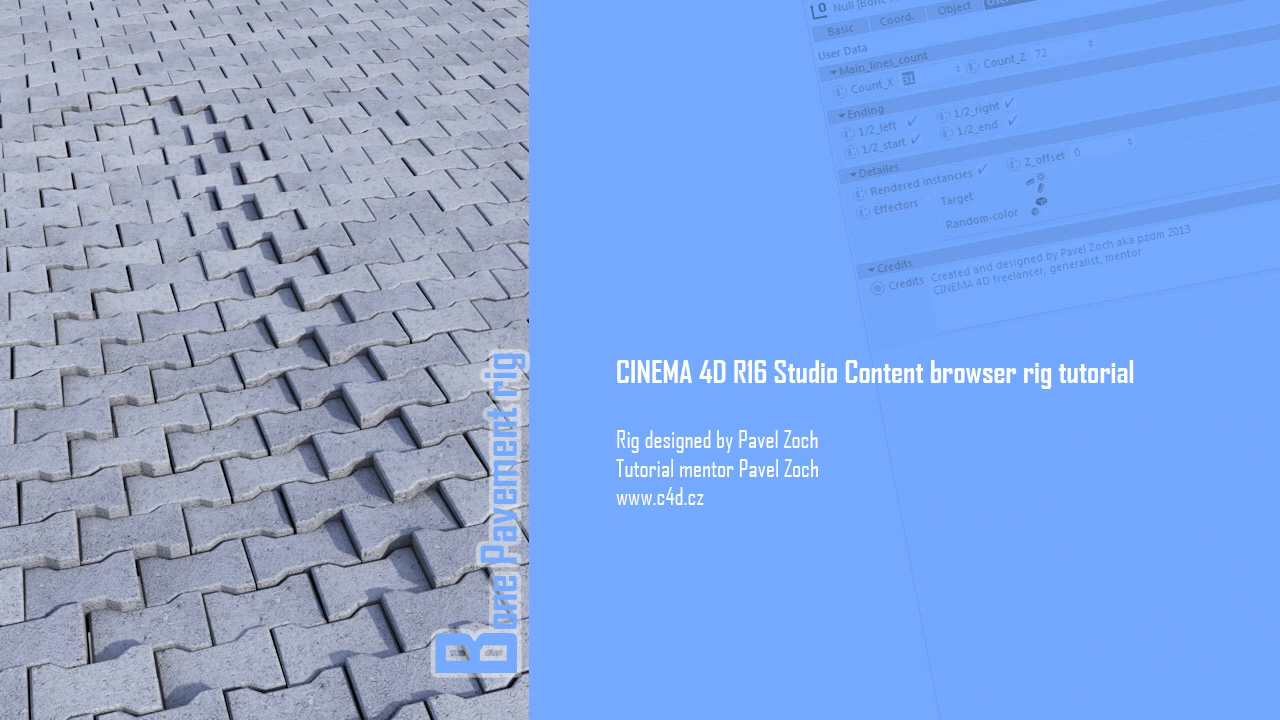 Bone Pavement rig
CINEMA 4D R16 Studio Content browser rig tutorial
Rig designed by Pavel Zoch
Tutorial mentor Pavel Zoch
www.c4d.cz
Null [Bone
Basic Coord. Object
User Data
Main_lines_count
Count_X 31 Count_Z 72
Ending
1/2_left 1/2_right
1/2_start 1/2_end
Detailes
Rendered instancies Z_offset 0
Effectors Target
Random-color
Credits
Credits Created and designed by Pavel Zoch aka pzdm 2013
CINEMA 4D freelancer, generalist, mentor